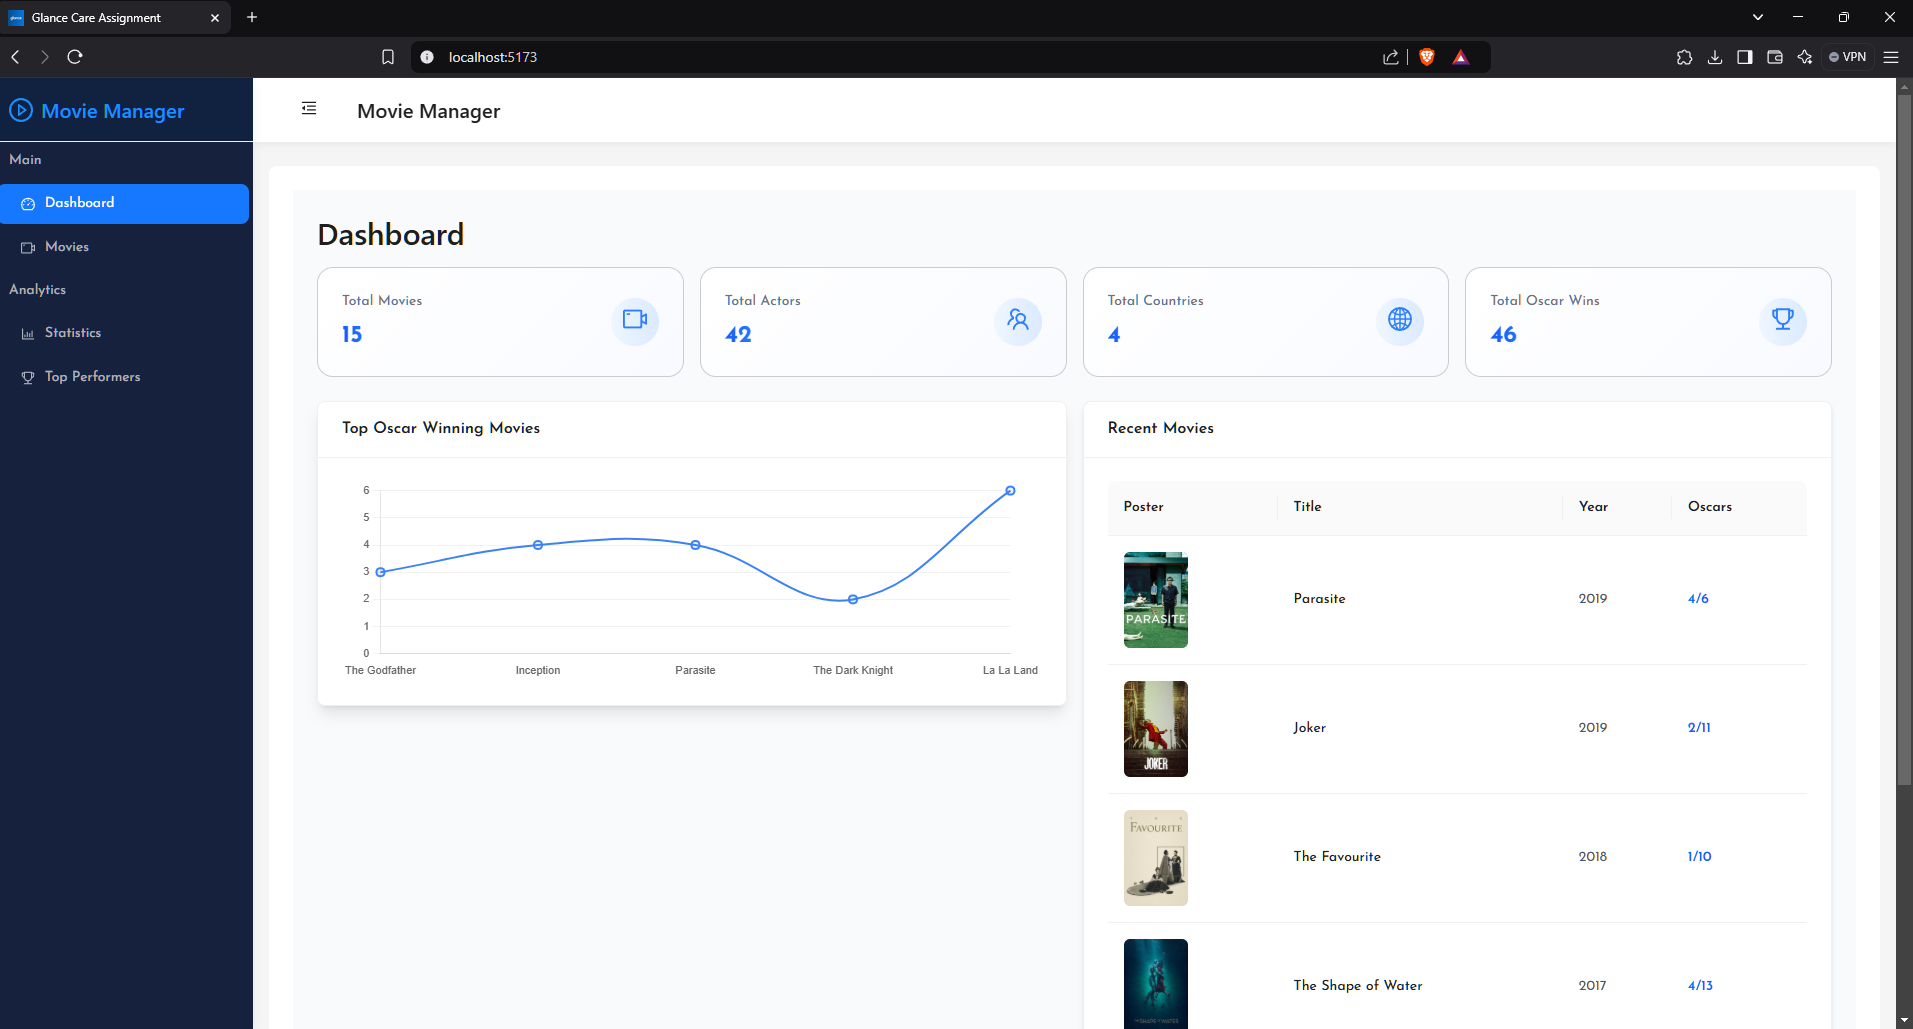 Glance Care Assignment
localhost:5173
VPN
Movie Manager
Movie Manager
Main
Dashboard
Movies
Analytics
Statistics
Top Performers
Dashboard
Total Movies
15
Total Actors
42
Total Countries
4
Total Oscar Wins
46
Top Oscar Winning Movies
6
5
4
3
2
1
0
The Godfather Inception Parasite The Dark Knight La La Land
Recent Movies
Poster Title Year Oscars
PARASITE
Parasite 2019 4/6
JOKER
Joker 2019 2/11
FAVOURITE
The Favourite 2018 1/10
The Shape of Water 2017 4/13
THE SHAPE OF WATER